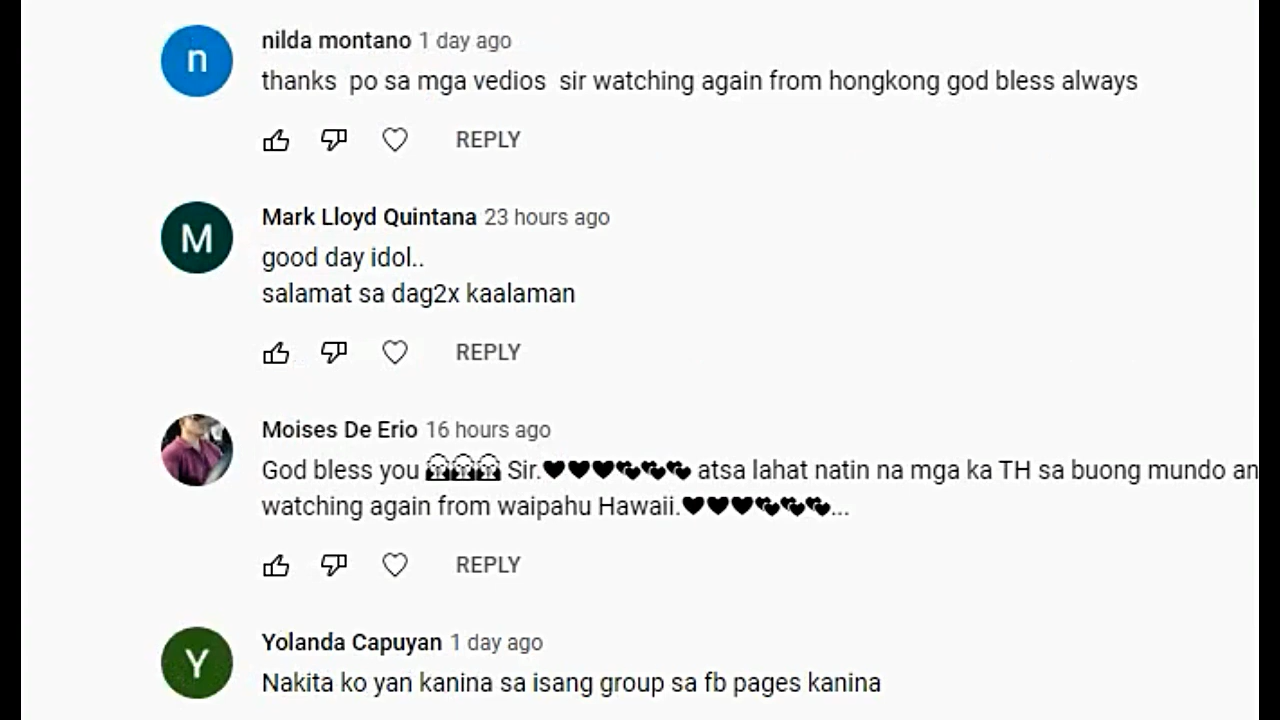 n
nilda montano 1 day ago
thanks po sa mga vedios sir watching again from hongkong god bless always
REPLY
M
Mark Lloyd Quintana 23 hours ago
good day idol..
salamat sa dag2x kaalaman
REPLY
Moises De Erio 16 hours ago
God bless you 🤗🤗🤗 Sir.♥♥♥💕💕💕 atsa lahat natin na mga ka TH sa buong mundo an
watching again from waipahu Hawaii.♥♥♥💕💕💕...
REPLY
Y
Yolanda Capuyan 1 day ago
Nakita ko yan kanina sa isang group sa fb pages kanina